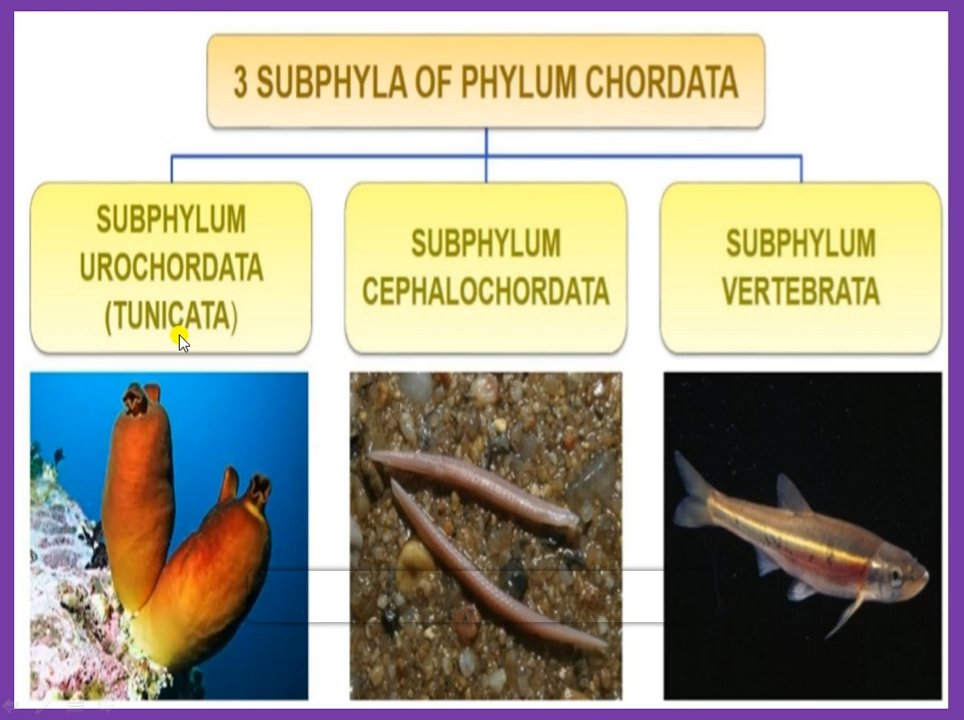 3 SUBPHYLA OF PHYLUM CHORDATA
SUBPHYLUM
UROCHORDATA
(TUNICATA)
SUBPHYLUM
CEPHALOCHORDATA
SUBPHYLUM
VERTEBRATA